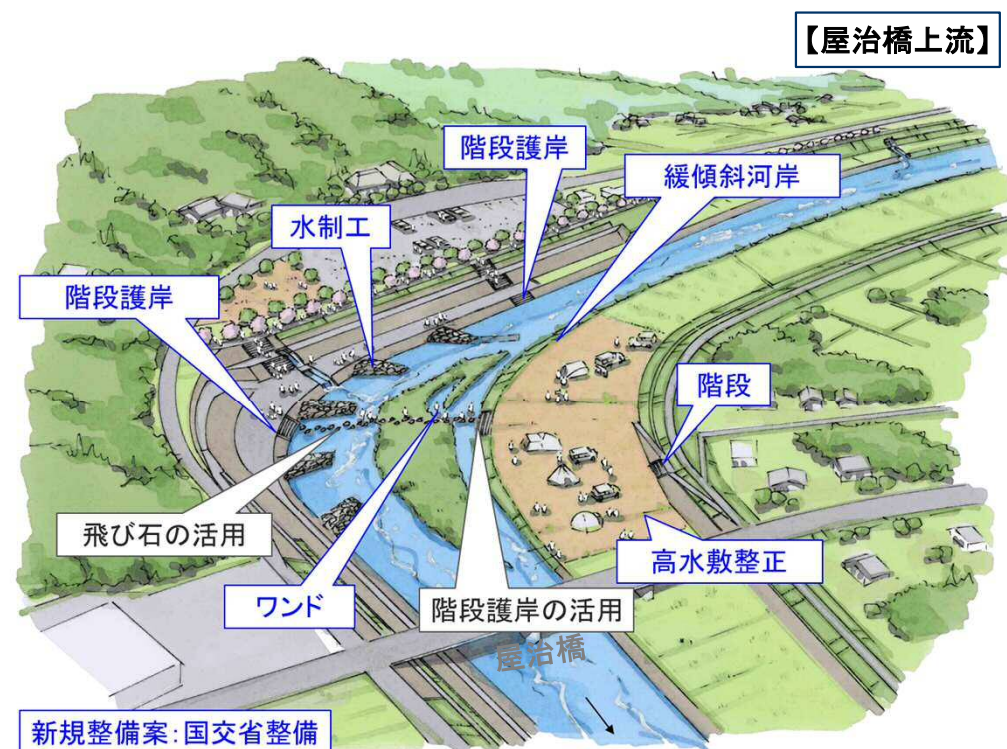 【屋治橋上流】
階段護岸
緩傾斜河岸
水制工
階段護岸
階段
飛び石の活用
高水敷整正
ワンド
階段護岸の活用
屋治橋
新規整備案:国交省整備